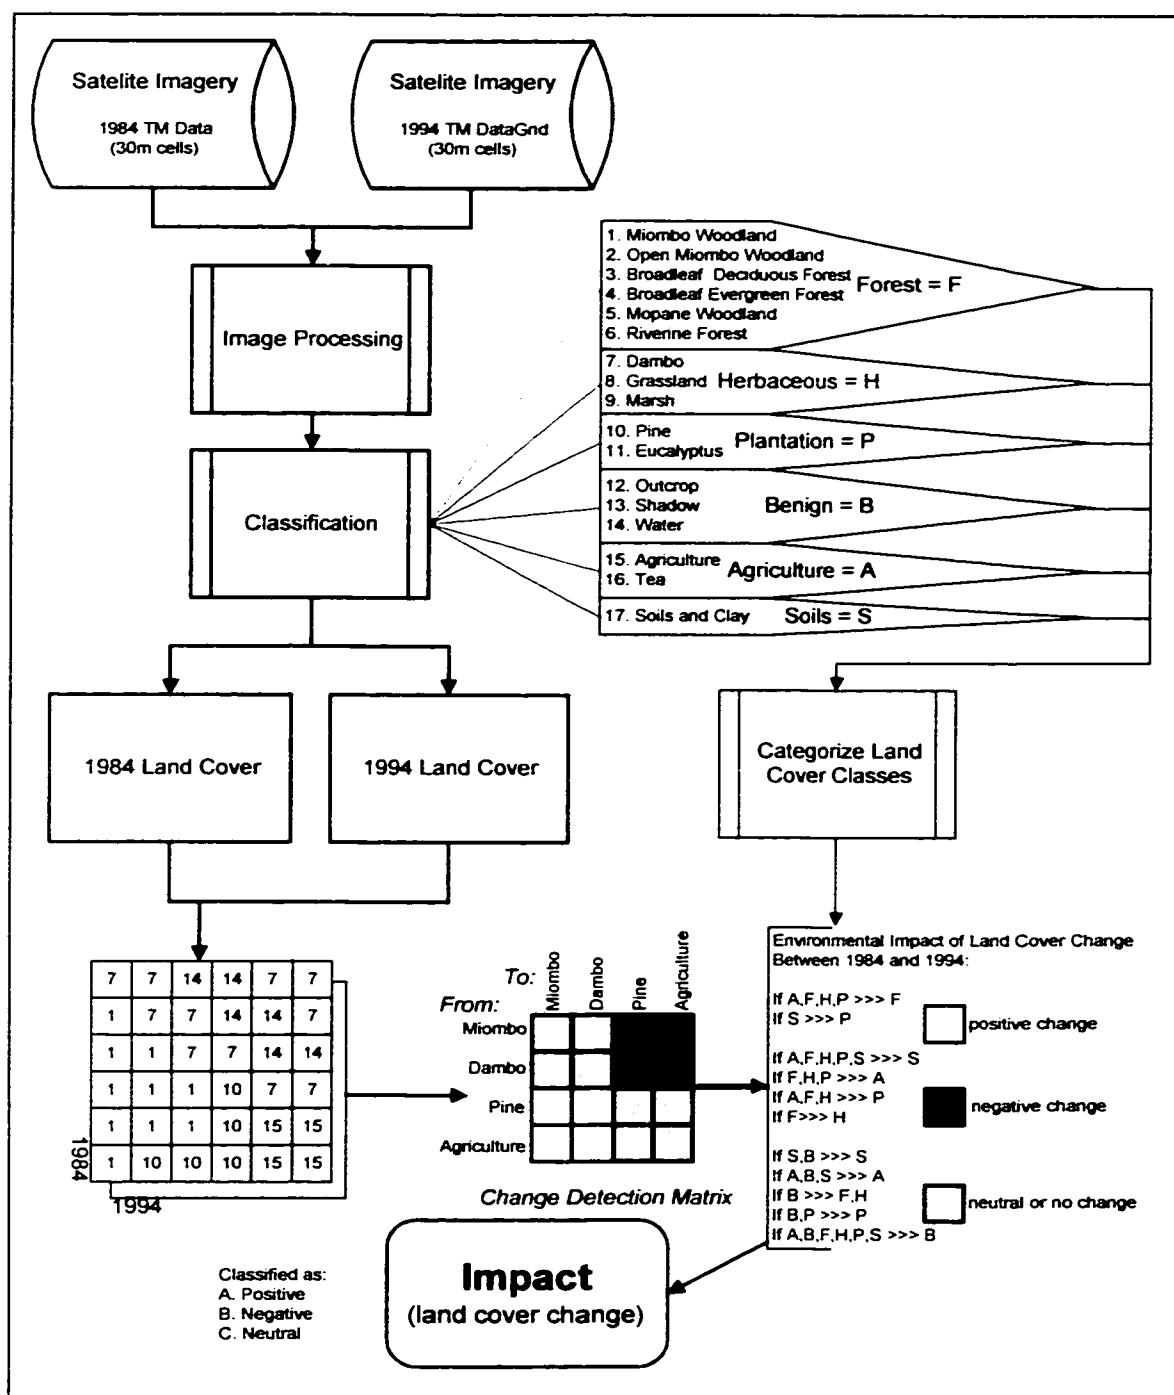 Satelite Imagery
1984 TM Data
(30m cells)
Satelite Imagery
1994 TM DataGnd
(30m cells)
Image Processing
Classification
1. Miombo Woodland
2. Open Miombo Woodland
3. Broadleaf Deciduous Forest
4. Broadleaf Evergreen Forest
5. Mopane Woodland
6. Riverine Forest
Forest = F
7. Dambo
8. Grassland
9. Marsh
Herbaceous = H
10. Pine
11. Eucalyptus
Plantation = P
12. Outcrop
13. Shadow
14. Water
Benign = B
15. Agriculture
16. Tea
Agriculture = A
17. Soils and Clay
Soils = S
1984 Land Cover
1994 Land Cover
Categorize Land
Cover Classes
7 7 14 14 7 7
1 7 7 14 14 7
1 1 7 7 14 14
1 1 1 10 7 7
1 1 1 10 15 15
1 10 10 10 15 15
1984
1994
To:
Miombo
Dambo
Pine
Agriculture
From:
Miombo
Dambo
Pine
Agriculture
Change Detection Matrix
Environmental Impact of Land Cover Change
Between 1984 and 1994:
If A,F,H,P >>> F
If S >>> P
positive change
If A,F,H,P,S >>> S
If F,H,P >>> A
If A,F,H >>> P
If F>>> H
negative change
If S,B >>> S
If A,B,S >>> A
If B >>> F,H
If B,P >>> P
If A,B,F,H,P,S >>> B
neutral or no change
Classified as:
A. Positive
B. Negative
C. Neutral
Impact
(land cover change)